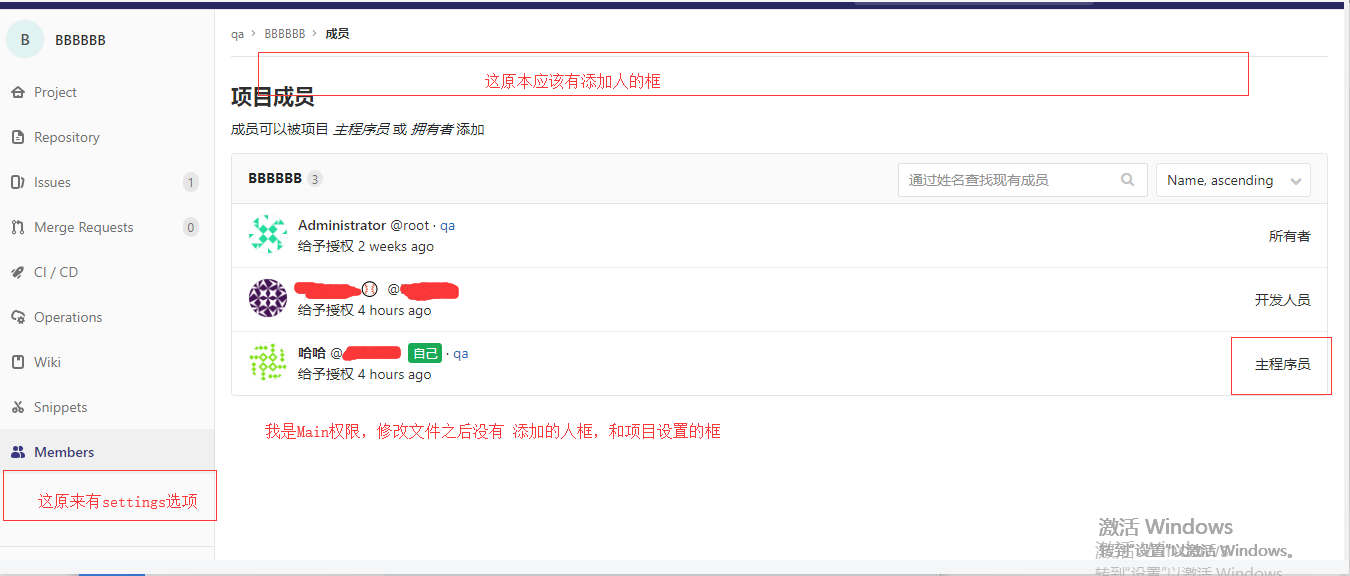 B BBBBBB
qa › BBBBBB › 成员
这原本应该有添加人的框
项目成员
成员可以被项目 主程序员 或 拥有者 添加
Project
Repository
Issues 1
Merge Requests 0
CI / CD
Operations
Wiki
Snippets
Members
这原来有settings选项
BBBBBB 3
通过姓名查找现有成员
Name, ascending
Administrator @root · qa
给予授权 2 weeks ago
所有者
@
给予授权 4 hours ago
开发人员
哈哈 @ 自己 · qa
给予授权 4 hours ago
主程序员
我是Main权限，修改文件之后没有 添加的人框，和项目设置的框
激活 Windows
转到"设置"以激活 Windows。
转到"设置"以激活 Windows